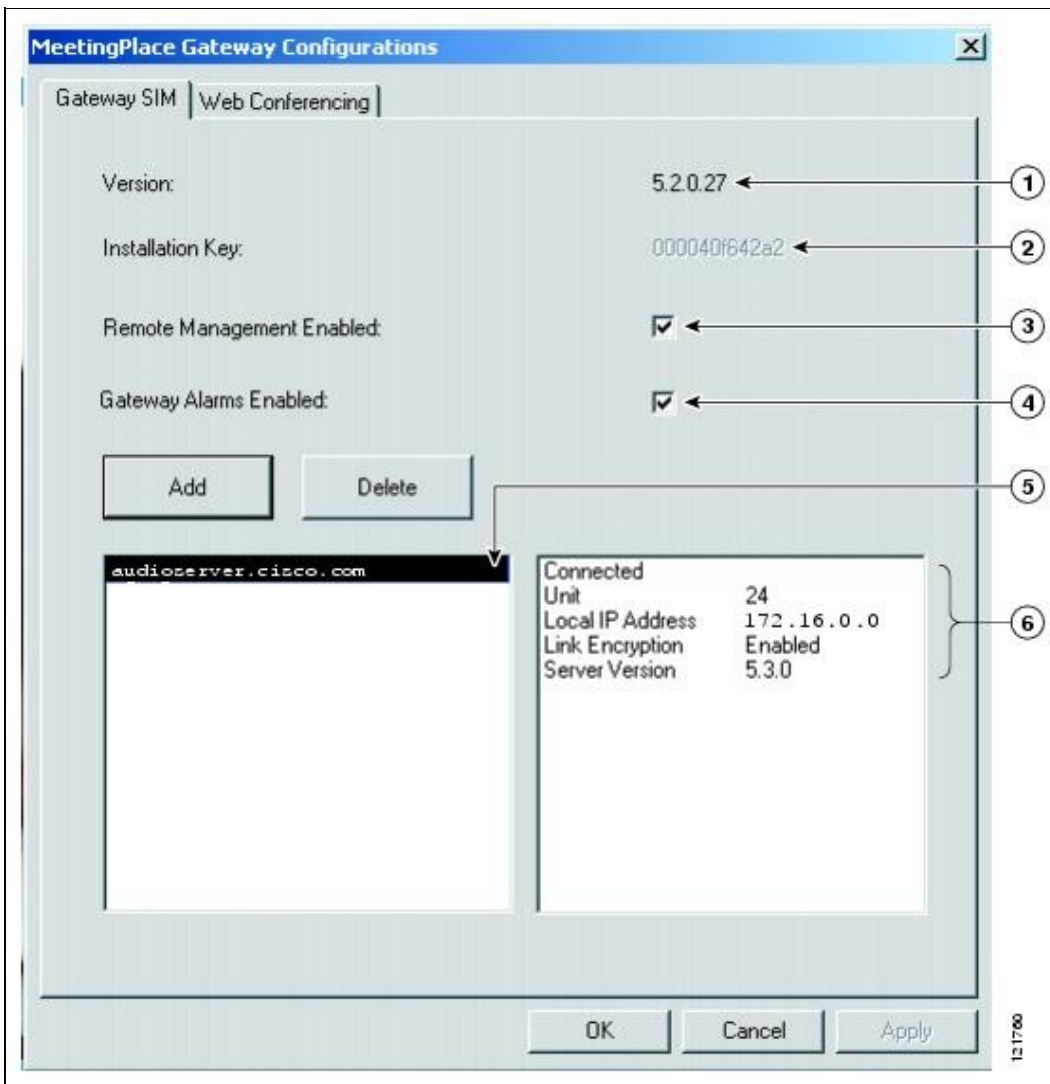 MeetingPlace Gateway Configurations
Gateway SIM Web Conferencing
Version: 5.2.0.27 1
Installation Key: 000040f642a2 2
Remote Management Enabled: 3
Gateway Alarms Enabled: 4
Add Delete 5
audioserver.cisco.com
Connected
Unit 24
Local IP Address 172.16.0.0 6
Link Encryption Enabled
Server Version 5.3.0
OK Cancel Apply
121760